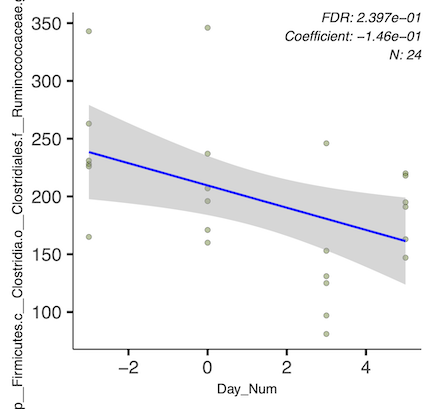 FDR: 2.397e−01
Coefficient: −1.46e−01
N: 24
p__Firmicutes.c__Clostridia.o__Clostridiales.f__Ruminococcaceae.g
350
300
250
200
150
100
−2 0 2 4
Day_Num